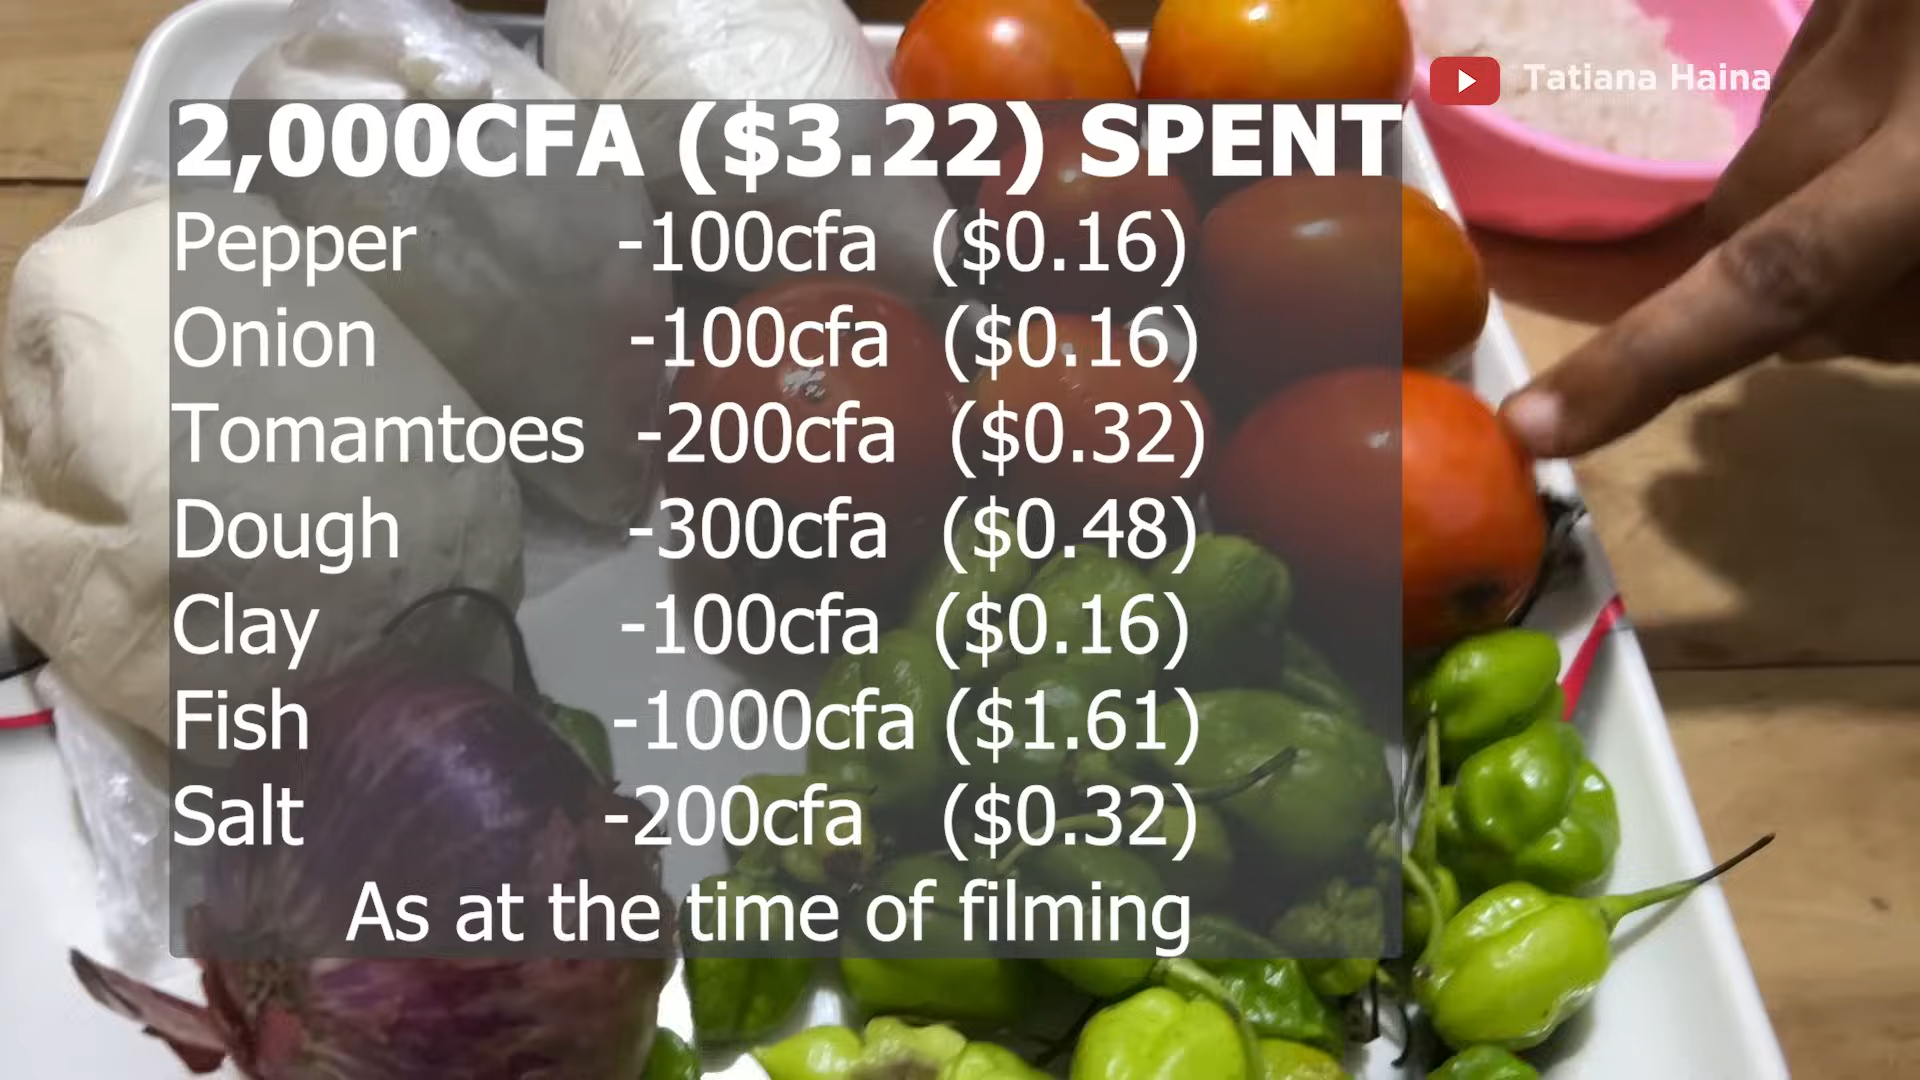 Tatiana Haina
2,000CFA ($3.22) SPENT
Pepper -100cfa ($0.16)
Onion -100cfa ($0.16)
Tomamtoes -200cfa ($0.32)
Dough -300cfa ($0.48)
Clay -100cfa ($0.16)
Fish -1000cfa ($1.61)
Salt -200cfa ($0.32)
As at the time of filming